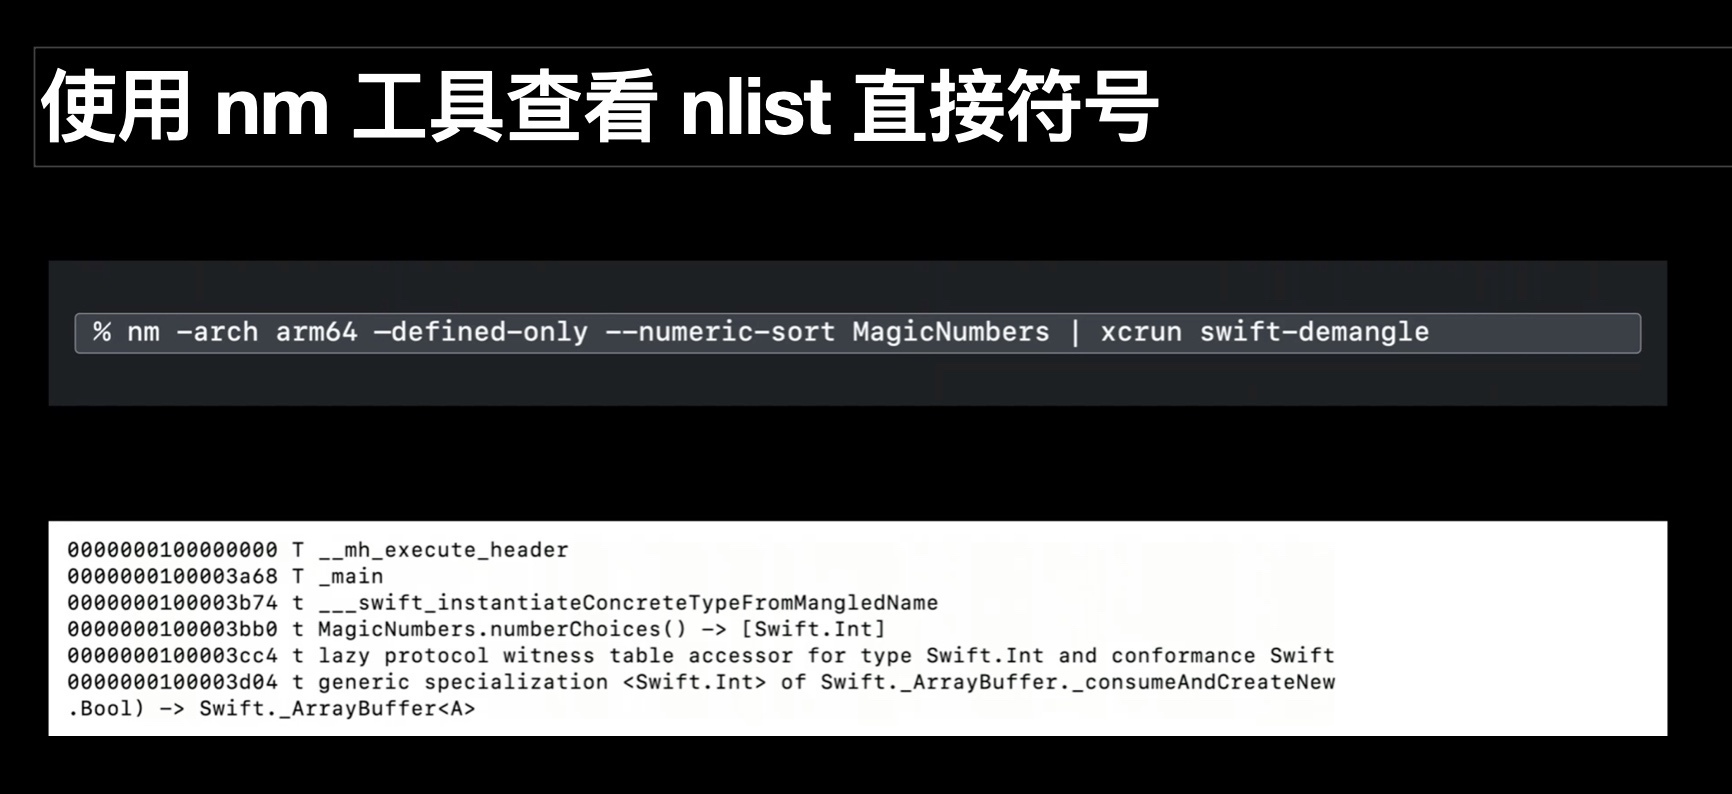 使用 nm 工具查看 nlist 直接符号
% nm –arch arm64 –defined-only --numeric-sort MagicNumbers | xcrun swift-demangle
0000000100000000 T __mh_execute_header
0000000100003a68 T _main
0000000100003b74 t ___swift_instantiateConcreteTypeFromMangledName
0000000100003bb0 t MagicNumbers.numberChoices() -> [Swift.Int]
0000000100003cc4 t lazy protocol witness table accessor for type Swift.Int and conformance Swift
0000000100003d04 t generic specialization <Swift.Int> of Swift._ArrayBuffer._consumeAndCreateNew
.Bool) -> Swift._ArrayBuffer<A>